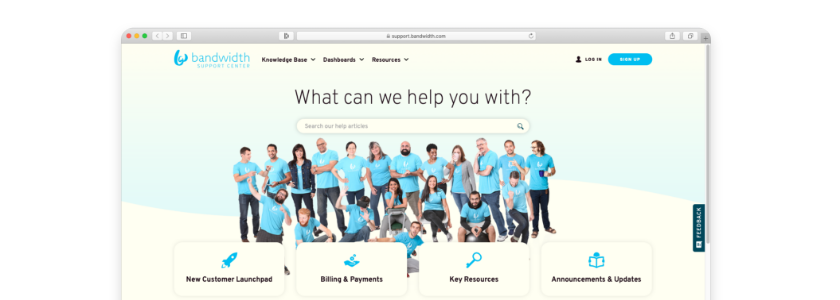 support.bandwidth.com
bandwidth
SUPPORT CENTER
Knowledge Base
Dashboards
Resources
LOG IN
SIGN UP
What can we help you with?
Search our help articles
FEEDBACK
New Customer Launchpad
Billing & Payments
Key Resources
Announcements & Updates